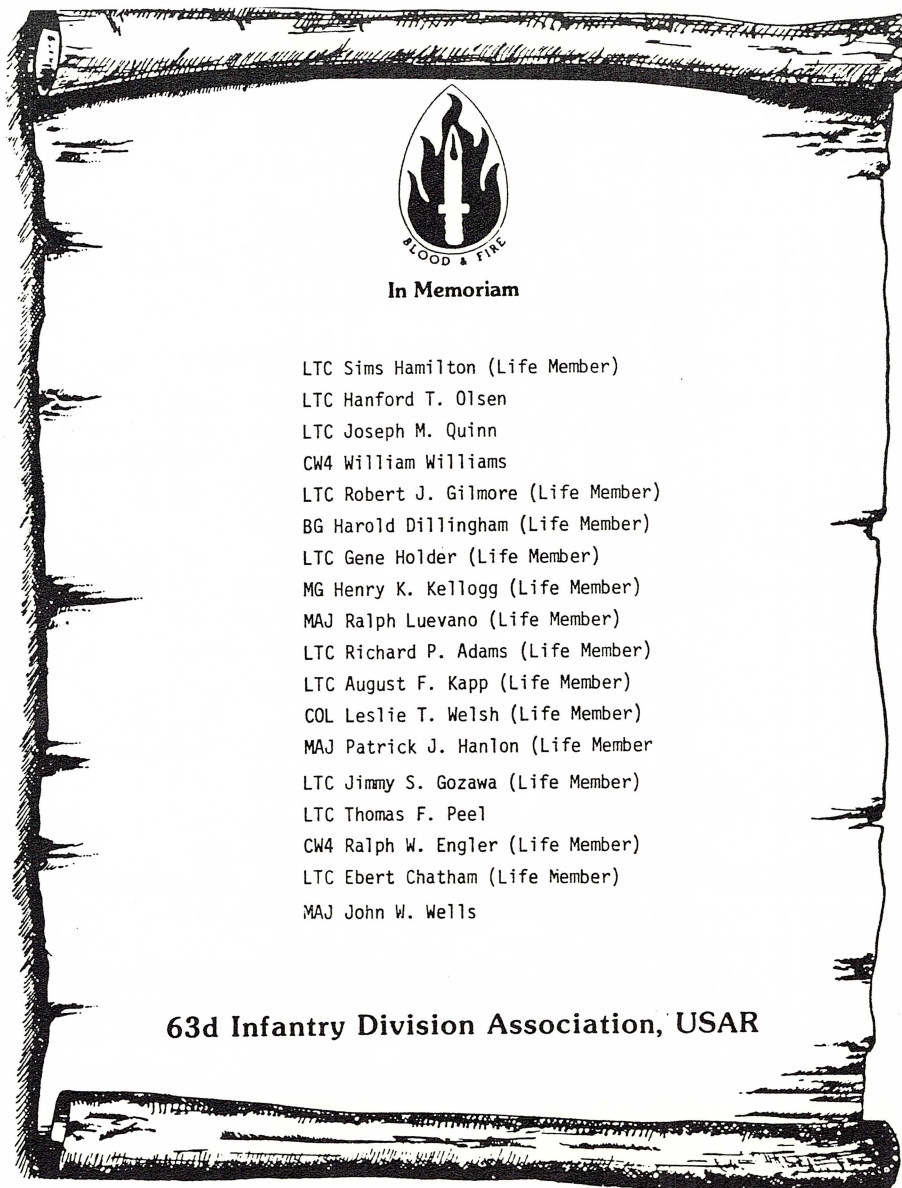 BLOOD & FIRE
In Memoriam
LTC Sims Hamilton (Life Member)
LTC Hanford T. Olsen
LTC Joseph M. Quinn
CW4 William Williams
LTC Robert J. Gilmore (Life Member)
BG Harold Dillingham (Life Member)
LTC Gene Holder (Life Member)
MG Henry K. Kellogg (Life Member)
MAJ Ralph Luevano (Life Member)
LTC Richard P. Adams (Life Member)
LTC August F. Kapp (Life Member)
COL Leslie T. Welsh (Life Member)
MAJ Patrick J. Hanlon (Life Member
LTC Jimmy S. Gozawa (Life Member)
LTC Thomas F. Peel
CW4 Ralph W. Engler (Life Member)
LTC Ebert Chatham (Life Member)
MAJ John W. Wells
63d Infantry Division Association, USAR